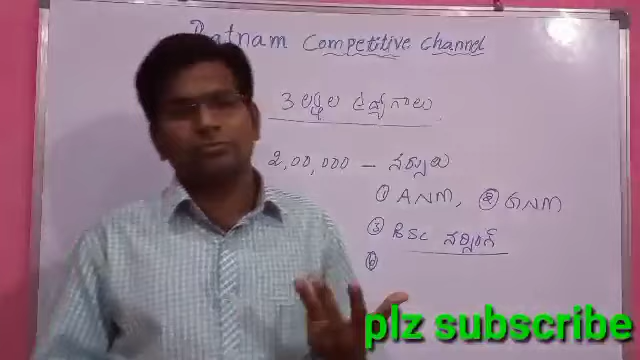 Ratnam Competitive Channel
3 లక్షల ఉద్యోగాలు
2,00,000 – నర్సులు
① ANM, ② GNM
③ BSc నర్సింగ్
plz subscribe